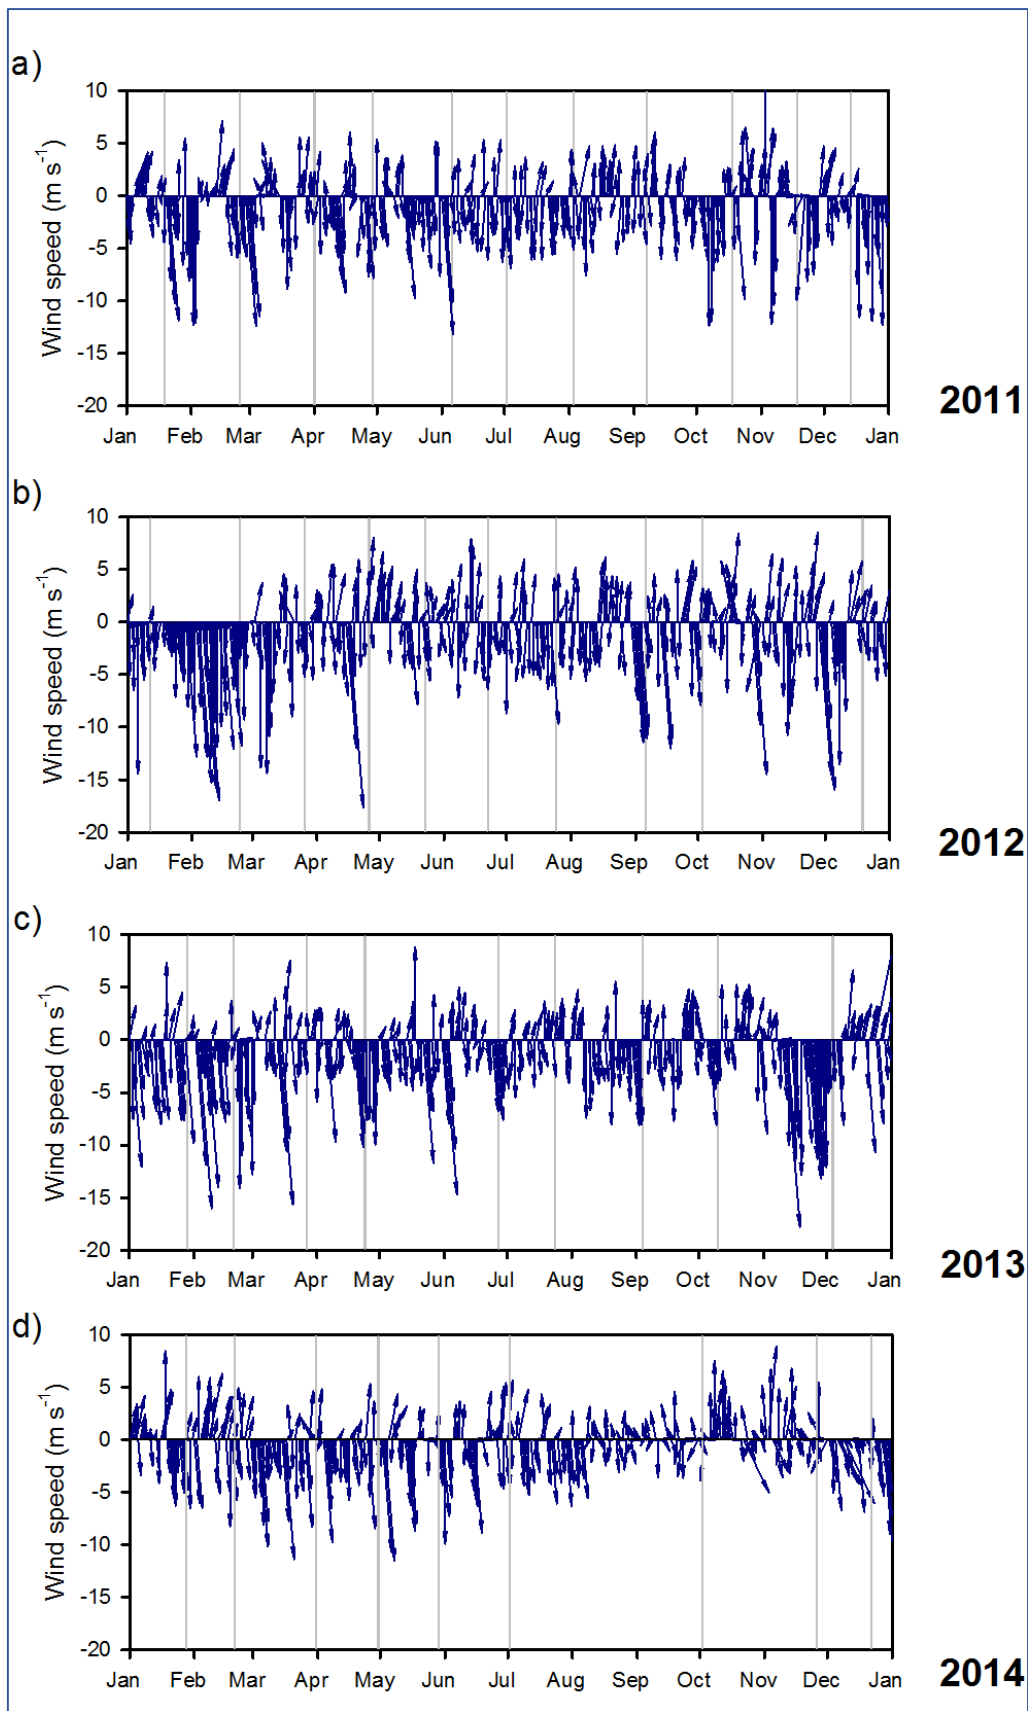 a)
10
5
0
-5
-10
-15
-20
Wind speed (m s⁻¹)
Jan Feb Mar Apr May Jun Jul Aug Sep Oct Nov Dec Jan
2011
b)
10
5
0
-5
-10
-15
-20
Wind speed (m s⁻¹)
Jan Feb Mar Apr May Jun Jul Aug Sep Oct Nov Dec Jan
2012
c)
10
5
0
-5
-10
-15
-20
Wind speed (m s⁻¹)
Jan Feb Mar Apr May Jun Jul Aug Sep Oct Nov Dec Jan
2013
d)
10
5
0
-5
-10
-15
-20
Wind speed (m s⁻¹)
Jan Feb Mar Apr May Jun Jul Aug Sep Oct Nov Dec Jan
2014